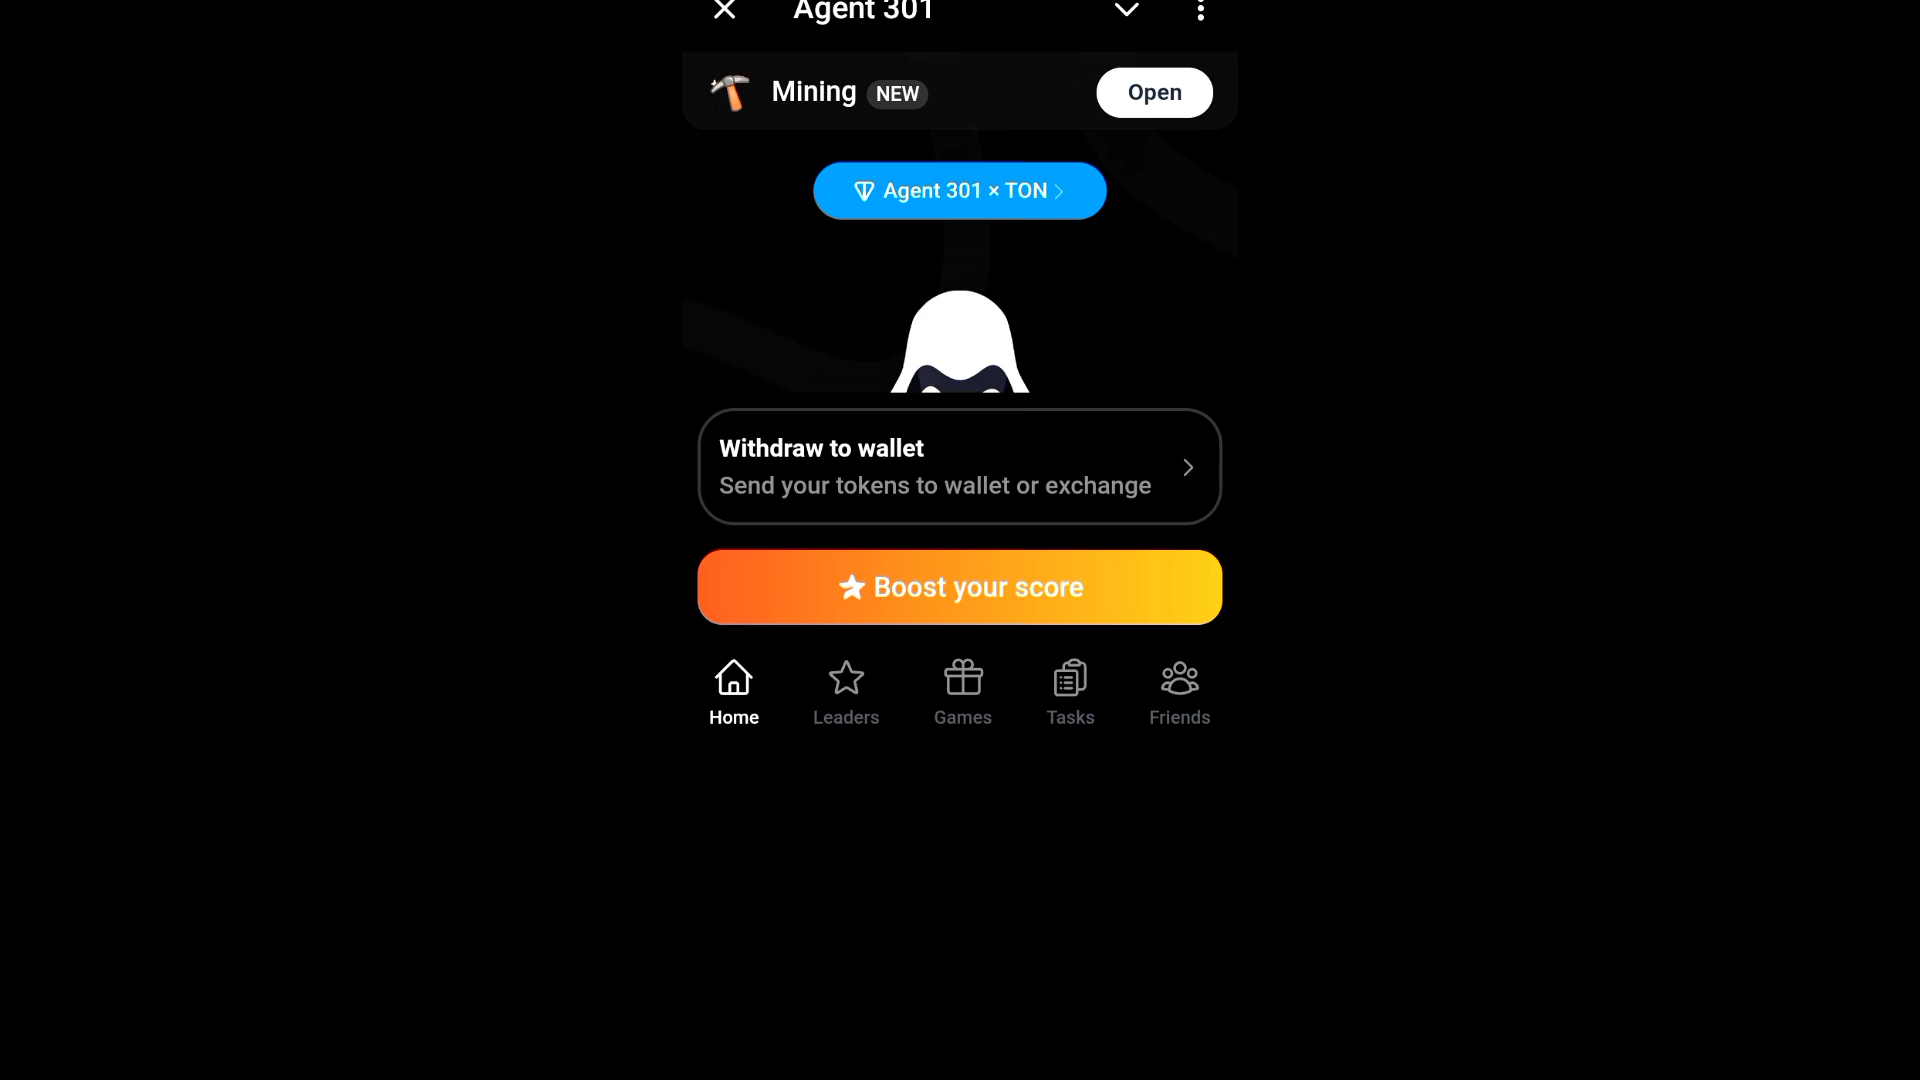 Agent 301
Mining NEW
Open
Agent 301 × TON
Withdraw to wallet
Send your tokens to wallet or exchange
Boost your score
Home
Leaders
Games
Tasks
Friends